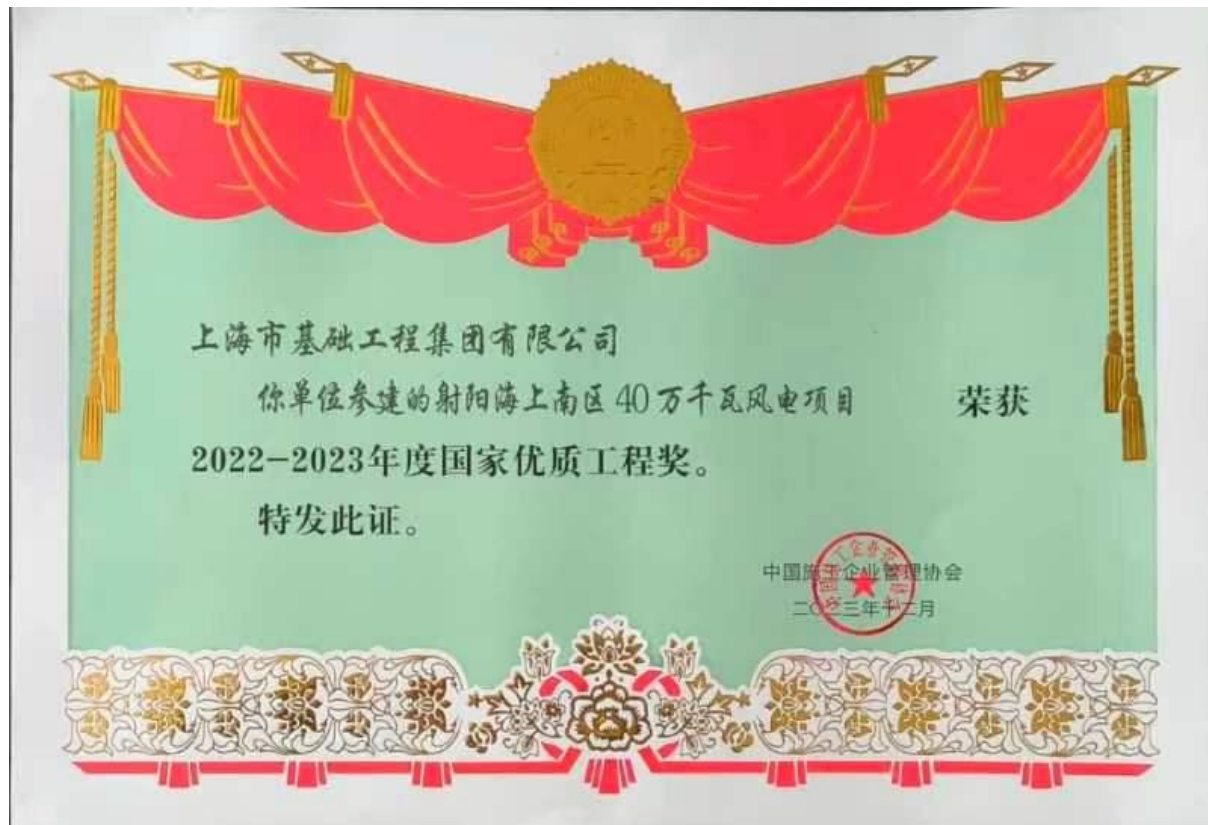 上海市基础工程集团有限公司
你单位参建的射阳海上南区40万千瓦风电项目 荣获
2022-2023年度国家优质工程奖。
特发此证。
中国施工企业管理协会
二〇二三年十二月